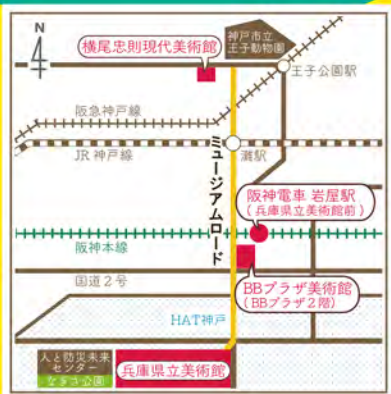 N
4
神戸市立
王子動物園
横尾忠則現代美術館
王子公園駅
阪急神戸線
JR 神戸線
灘駅
ミュージアムロード
阪神電車 岩屋駅
(兵庫県立美術館前)
阪神本線
BBプラザ美術館
(BBプラザ2階)
国道2号
HAT神戸
人と防災未来
センター
なぎさ公園
兵庫県立美術館